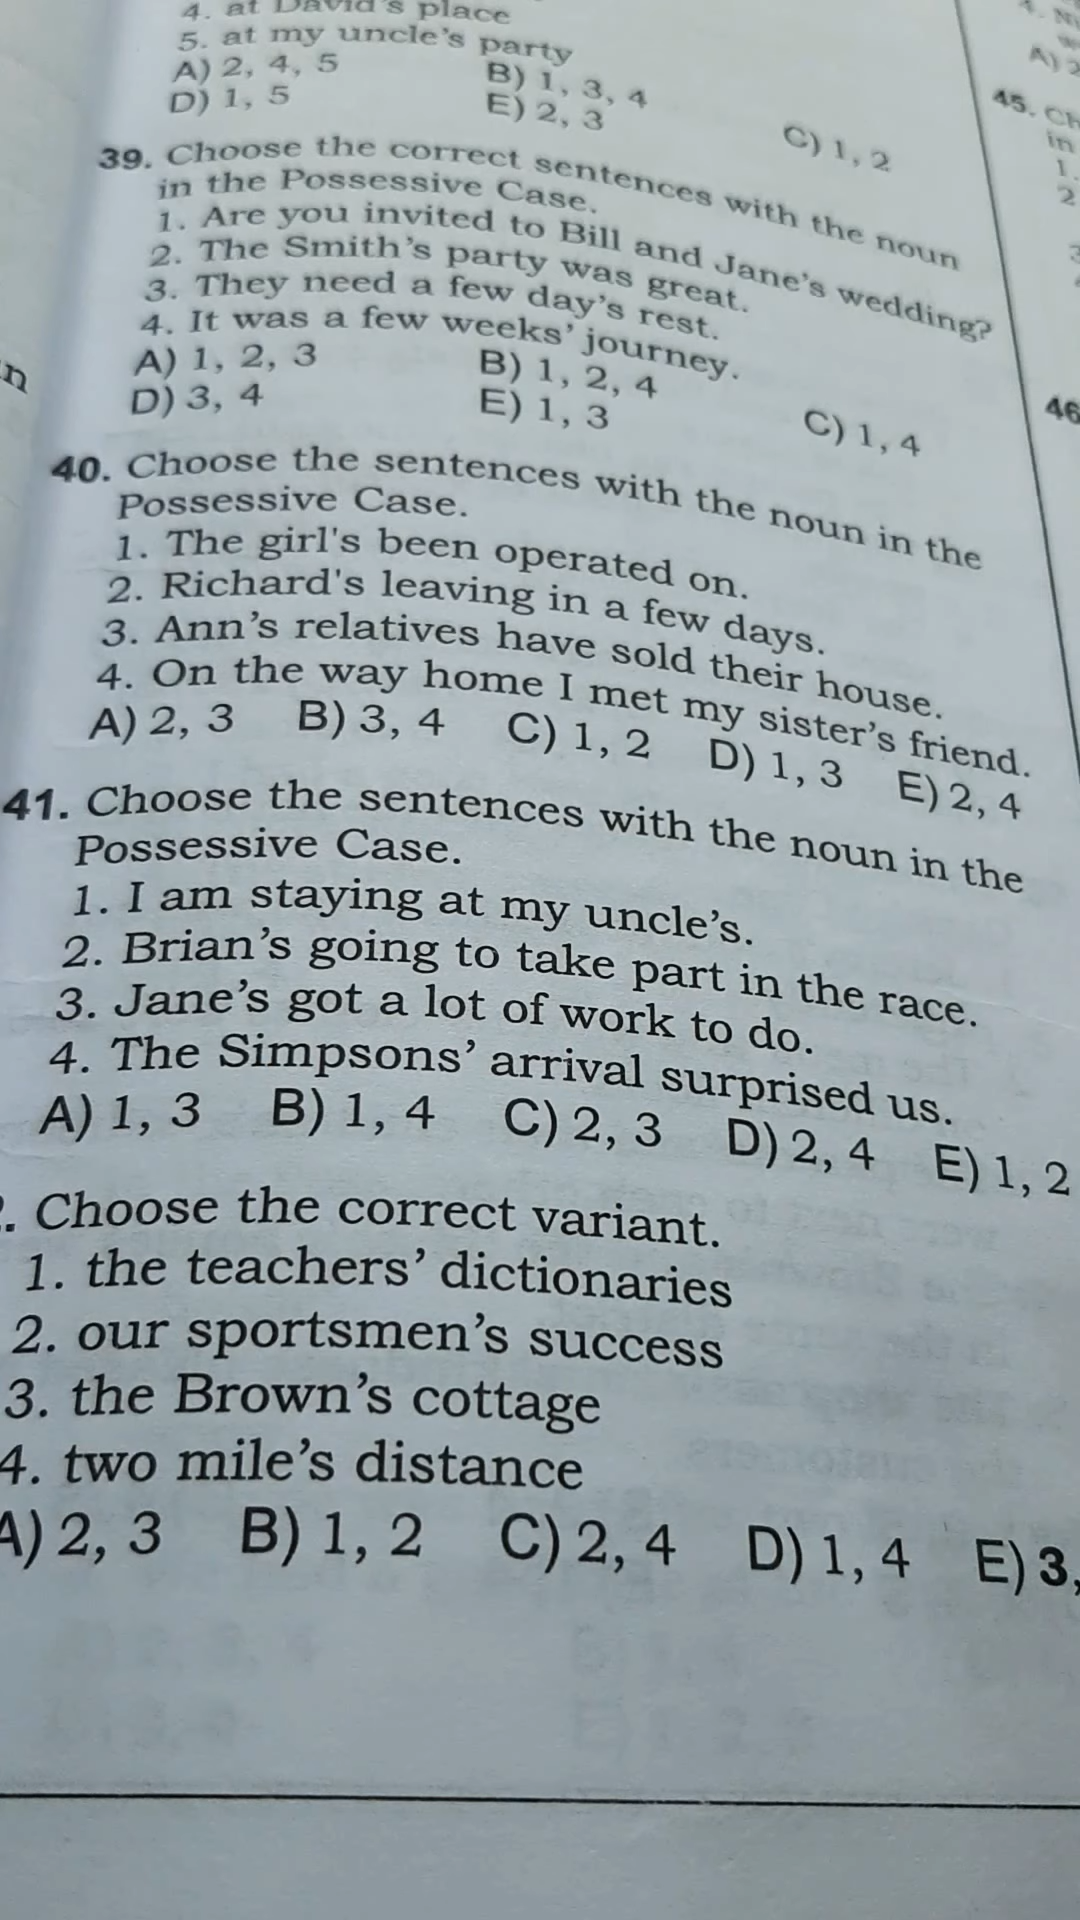 4. at David's place
5. at my uncle's party
A) 2, 4, 5 B) 1, 3, 4 C) 1, 2
D) 1, 5 E) 2, 3
39. Choose the correct sentences with the noun
in the Possessive Case.
1. Are you invited to Bill and Jane's wedding?
2. The Smith's party was great.
3. They need a few day's rest.
4. It was a few weeks' journey.
A) 1, 2, 3 B) 1, 2, 4 C) 1, 4
D) 3, 4 E) 1, 3
40. Choose the sentences with the noun in the
Possessive Case.
1. The girl's been operated on.
2. Richard's leaving in a few days.
3. Ann's relatives have sold their house.
4. On the way home I met my sister's friend.
A) 2, 3 B) 3, 4 C) 1, 2 D) 1, 3 E) 2, 4
41. Choose the sentences with the noun in the
Possessive Case.
1. I am staying at my uncle's.
2. Brian's going to take part in the race.
3. Jane's got a lot of work to do.
4. The Simpsons' arrival surprised us.
A) 1, 3 B) 1, 4 C) 2, 3 D) 2, 4 E) 1, 2
. Choose the correct variant.
1. the teachers' dictionaries
2. our sportsmen's success
3. the Brown's cottage
4. two mile's distance
A) 2, 3 B) 1, 2 C) 2, 4 D) 1, 4 E) 3,
45.
in
1.
2.
46